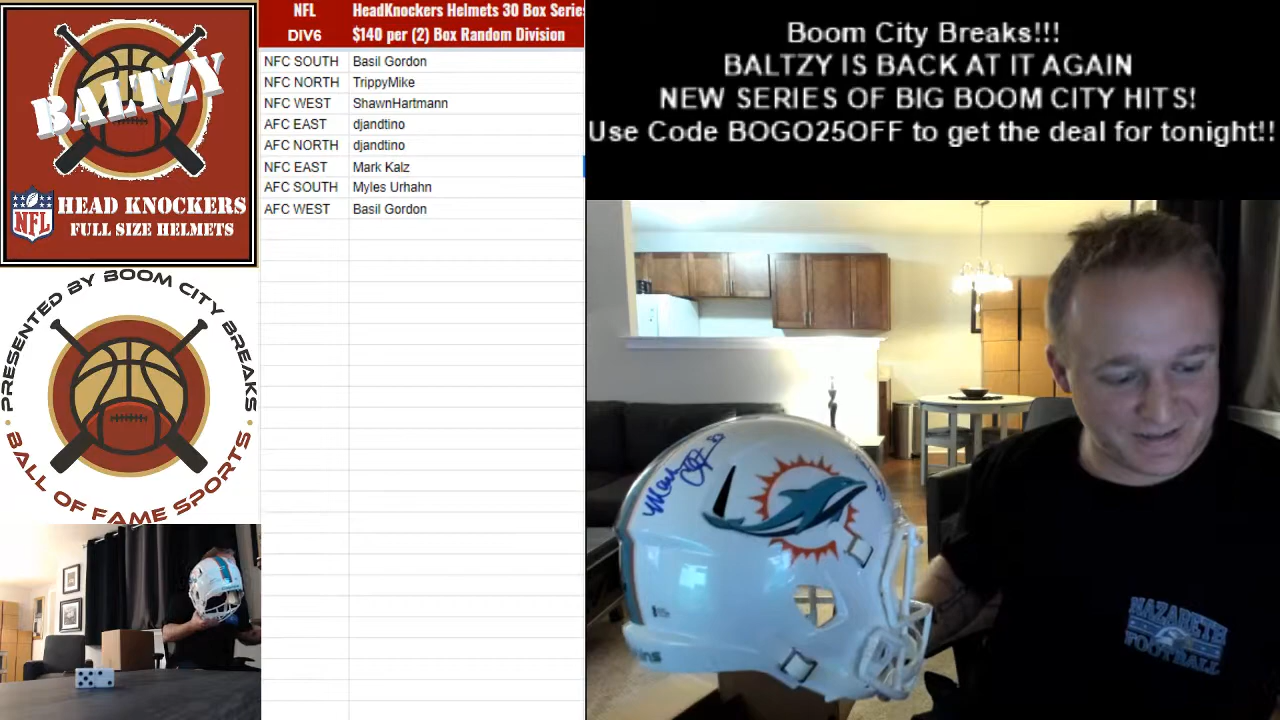 BALTZY
NFL
HEAD KNOCKERS
FULL SIZE HELMETS
PRESENTED BY BOOM CITY BREAKS
BALL OF FAME SPORTS
NFL HeadKnockers Helmets 30 Box Series
DIV6 $140 per (2) Box Random Division
NFC SOUTH Basil Gordon
NFC NORTH TrippyMike
NFC WEST ShawnHartmann
AFC EAST djandtino
AFC NORTH djandtino
NFC EAST Mark Kalz
AFC SOUTH Myles Urhahn
AFC WEST Basil Gordon
Boom City Breaks!!!
BALTZY IS BACK AT IT AGAIN
NEW SERIES OF BIG BOOM CITY HITS!
Use Code BOGO25OFF to get the deal for tonight!!
NAZARETH
FOOTBALL